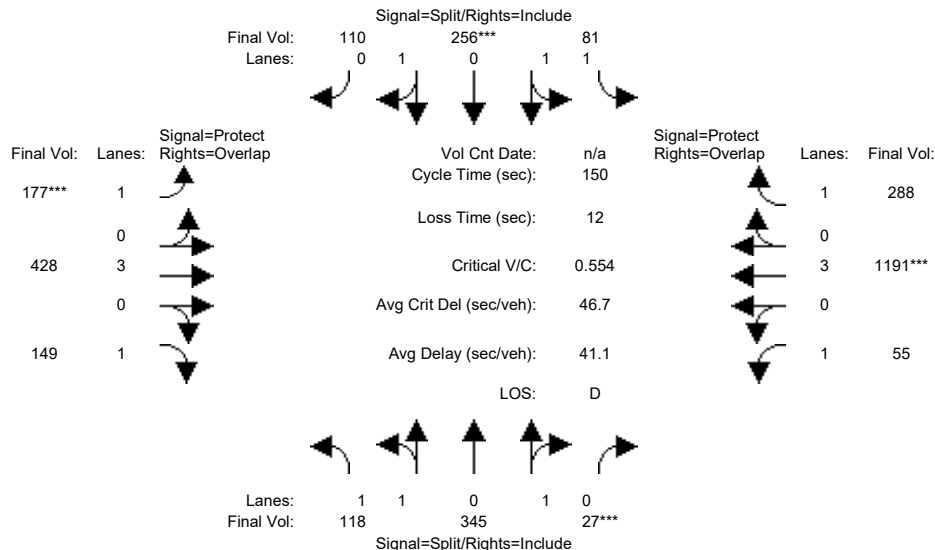 Signal=Split/Rights=Include
Final Vol: 110 256*** 81
Lanes: 0 1 0 1 1
Signal=Protect
Final Vol: Lanes: Rights=Overlap Vol Cnt Date: n/a Rights=Overlap Lanes: Final Vol:
Signal=Protect
Cycle Time (sec): 150
177*** 1 1 288
Loss Time (sec): 12
0 0
428 3 Critical V/C: 0.554 3 1191***
0 Avg Crit Del (sec/veh): 46.7 0
149 1 Avg Delay (sec/veh): 41.1 1 55
LOS: D
Lanes: 1 1 0 1 0
Final Vol: 118 345 27***
Signal=Split/Rights=Include